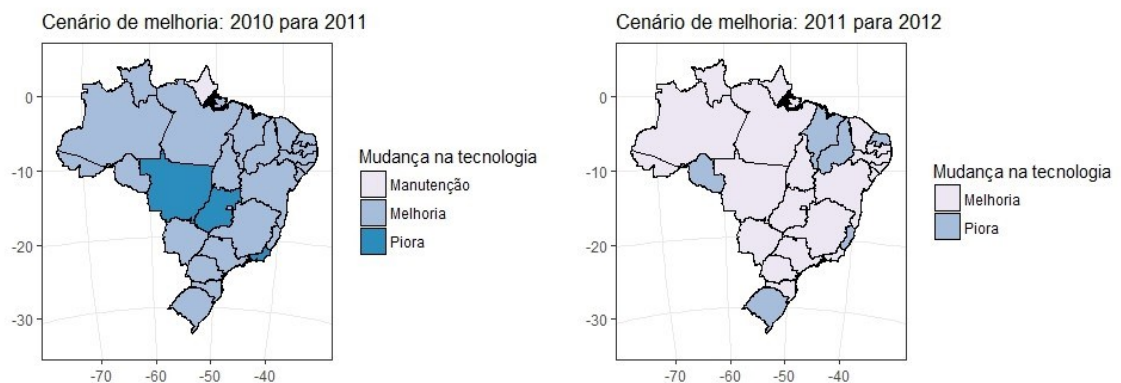 Cenário de melhoria: 2010 para 2011
0
-10
-20
-30
-70 -60 -50 -40
Mudança na tecnologia
Manutenção
Melhoria
Piora
Cenário de melhoria: 2011 para 2012
0
-10
-20
-30
-70 -60 -50 -40
Mudança na tecnologia
Melhoria
Piora